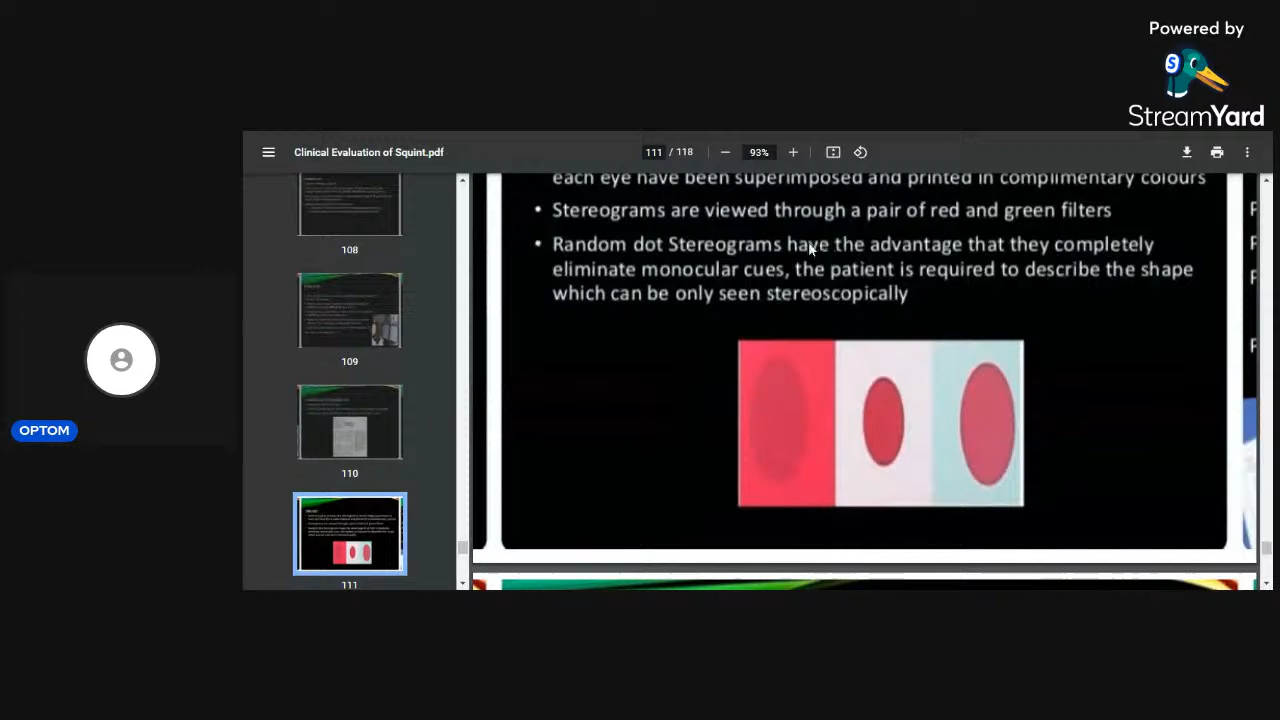 Powered by
S
StreamYard
Clinical Evaluation of Squint.pdf
111 / 118
93%
each eye have been superimposed and printed in complimentary colours
• Stereograms are viewed through a pair of red and green filters
• Random dot Stereograms have the advantage that they completely
eliminate monocular cues, the patient is required to describe the shape
which can be only seen stereoscopically
108
109
110
111
OPTOM